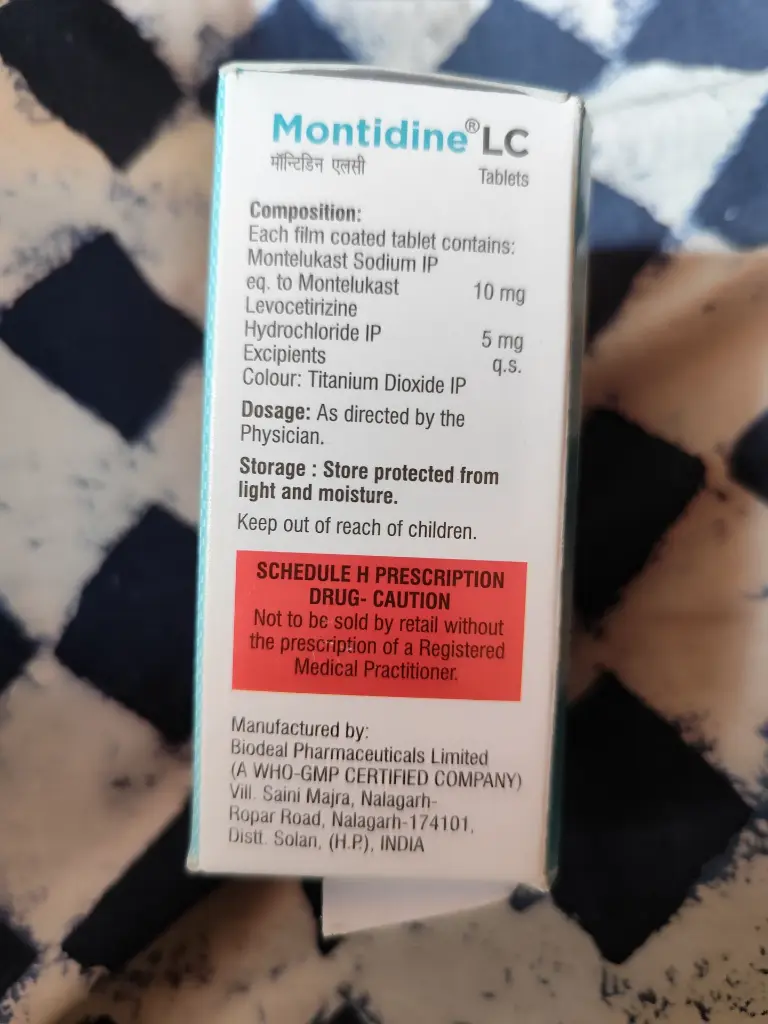 Montidine® LC
मॉन्टिडिन एलसी Tablets
Composition:
Each film coated tablet contains:
Montelukast Sodium IP
eq. to Montelukast 10 mg
Levocetirizine
Hydrochloride IP 5 mg
Excipients q.s.
Colour: Titanium Dioxide IP
Dosage: As directed by the
Physician.
Storage : Store protected from
light and moisture.
Keep out of reach of children.
SCHEDULE H PRESCRIPTION
DRUG- CAUTION
Not to be sold by retail without
the prescription of a Registered
Medical Practitioner.
Manufactured by:
Biodeal Pharmaceuticals Limited
(A WHO-GMP CERTIFIED COMPANY)
Vill. Saini Majra, Nalagarh-
Ropar Road, Nalagarh-174101,
Distt. Solan, (H.P.), INDIA